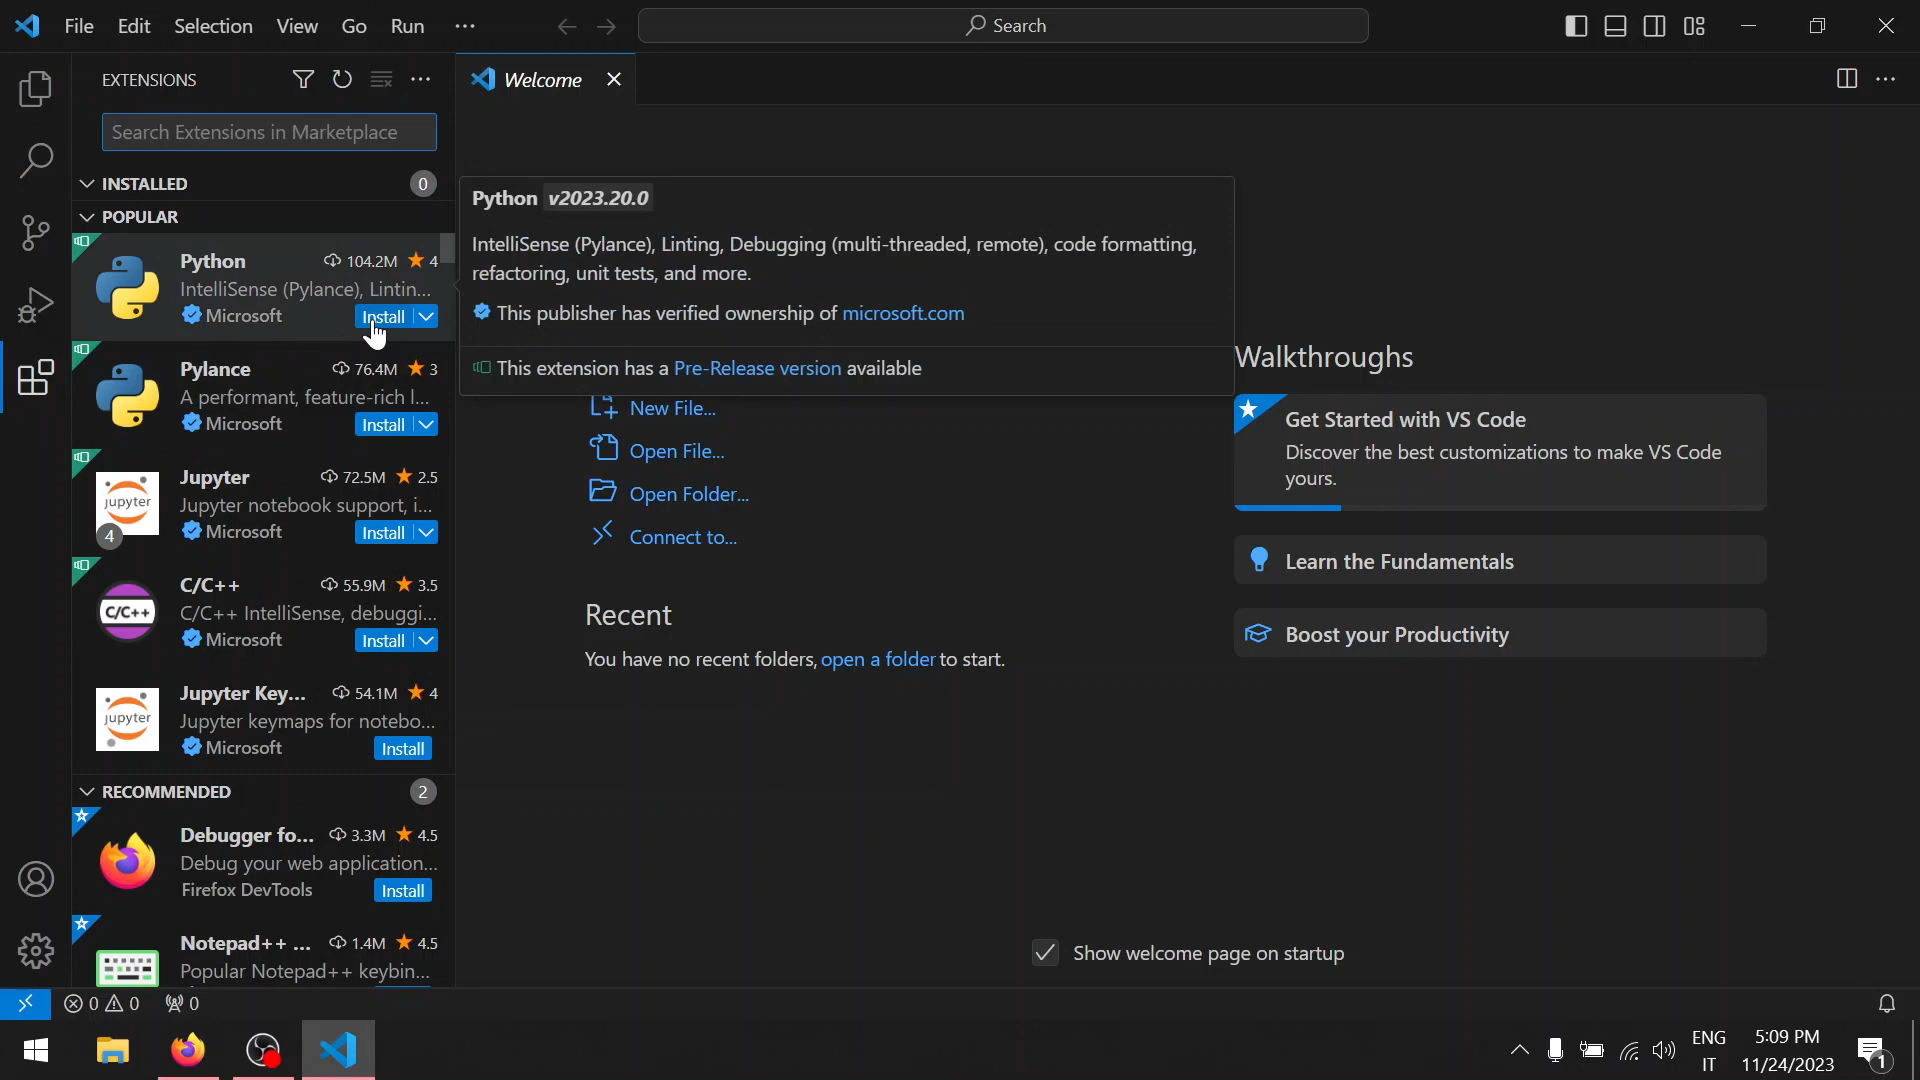 File Edit Selection View Go Run ···
Search
EXTENSIONS
Welcome
Search Extensions in Marketplace
INSTALLED 0
POPULAR
Python 104.2M 4
IntelliSense (Pylance), Lintin...
Microsoft Install
Pylance 76.4M 3
A performant, feature-rich l...
Microsoft Install
Jupyter 72.5M 2.5
Jupyter notebook support, i...
Microsoft Install
jupyter
4
C/C++ 55.9M 3.5
C/C++ IntelliSense, debuggi...
Microsoft Install
C/C++
Jupyter Key... 54.1M 4
Jupyter keymaps for notebo...
Microsoft Install
jupyter
RECOMMENDED 2
Debugger fo... 3.3M 4.5
Debug your web application...
Firefox DevTools Install
Notepad++ ... 1.4M 4.5
Popular Notepad++ keybin...
Python v2023.20.0
IntelliSense (Pylance), Linting, Debugging (multi-threaded, remote), code formatting,
refactoring, unit tests, and more.
This publisher has verified ownership of microsoft.com
This extension has a Pre-Release version available
New File...
Open File...
Open Folder...
Connect to...
Recent
You have no recent folders, open a folder to start.
Walkthroughs
Get Started with VS Code
Discover the best customizations to make VS Code
yours.
Learn the Fundamentals
Boost your Productivity
Show welcome page on startup
0 0 0
ENG 5:09 PM
IT 11/24/2023
1